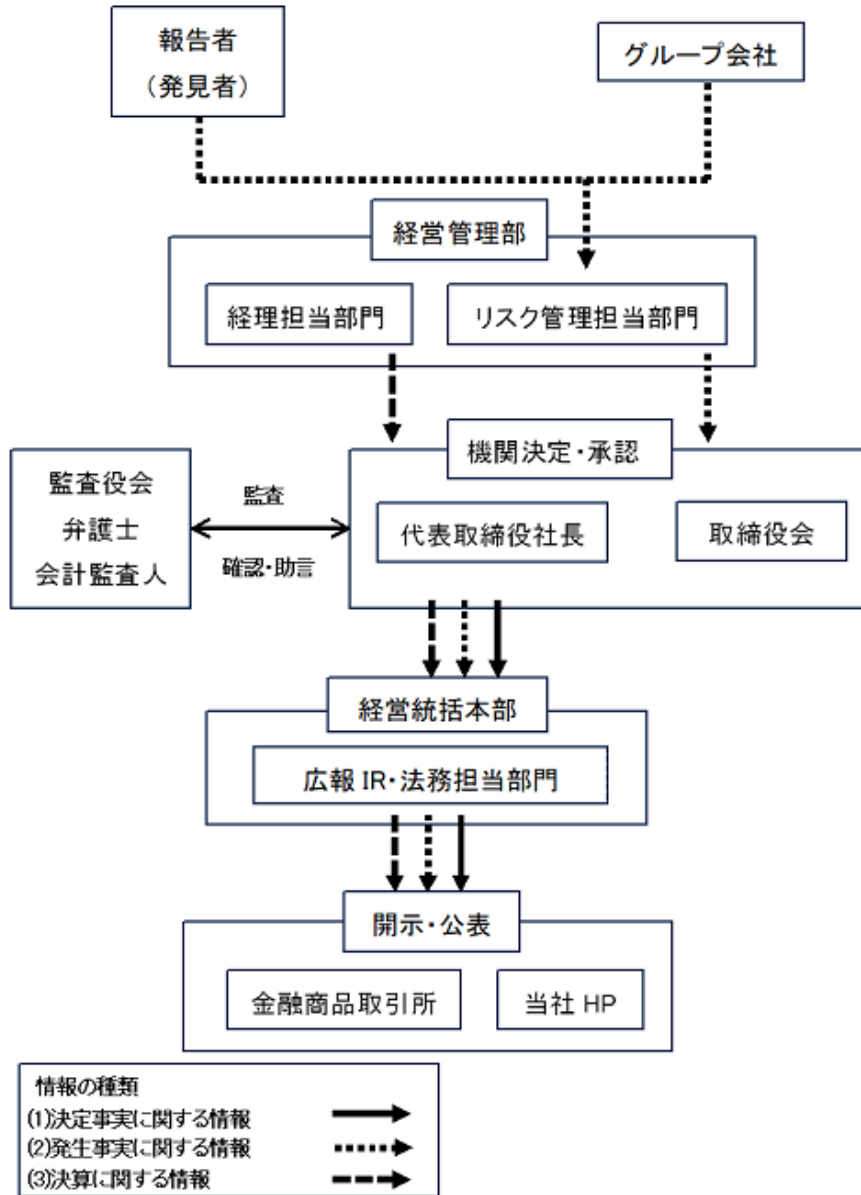 報告者
(発見者)
グループ会社
経営管理部
経理担当部門
リスク管理担当部門
機関決定・承認
監査役会
弁護士
会計監査人
監査
確認・助言
代表取締役社長
取締役会
経営統括本部
広報 IR・法務担当部門
開示・公表
金融商品取引所
当社 HP
情報の種類
(1)決定事実に関する情報
(2)発生事実に関する情報
(3)決算に関する情報